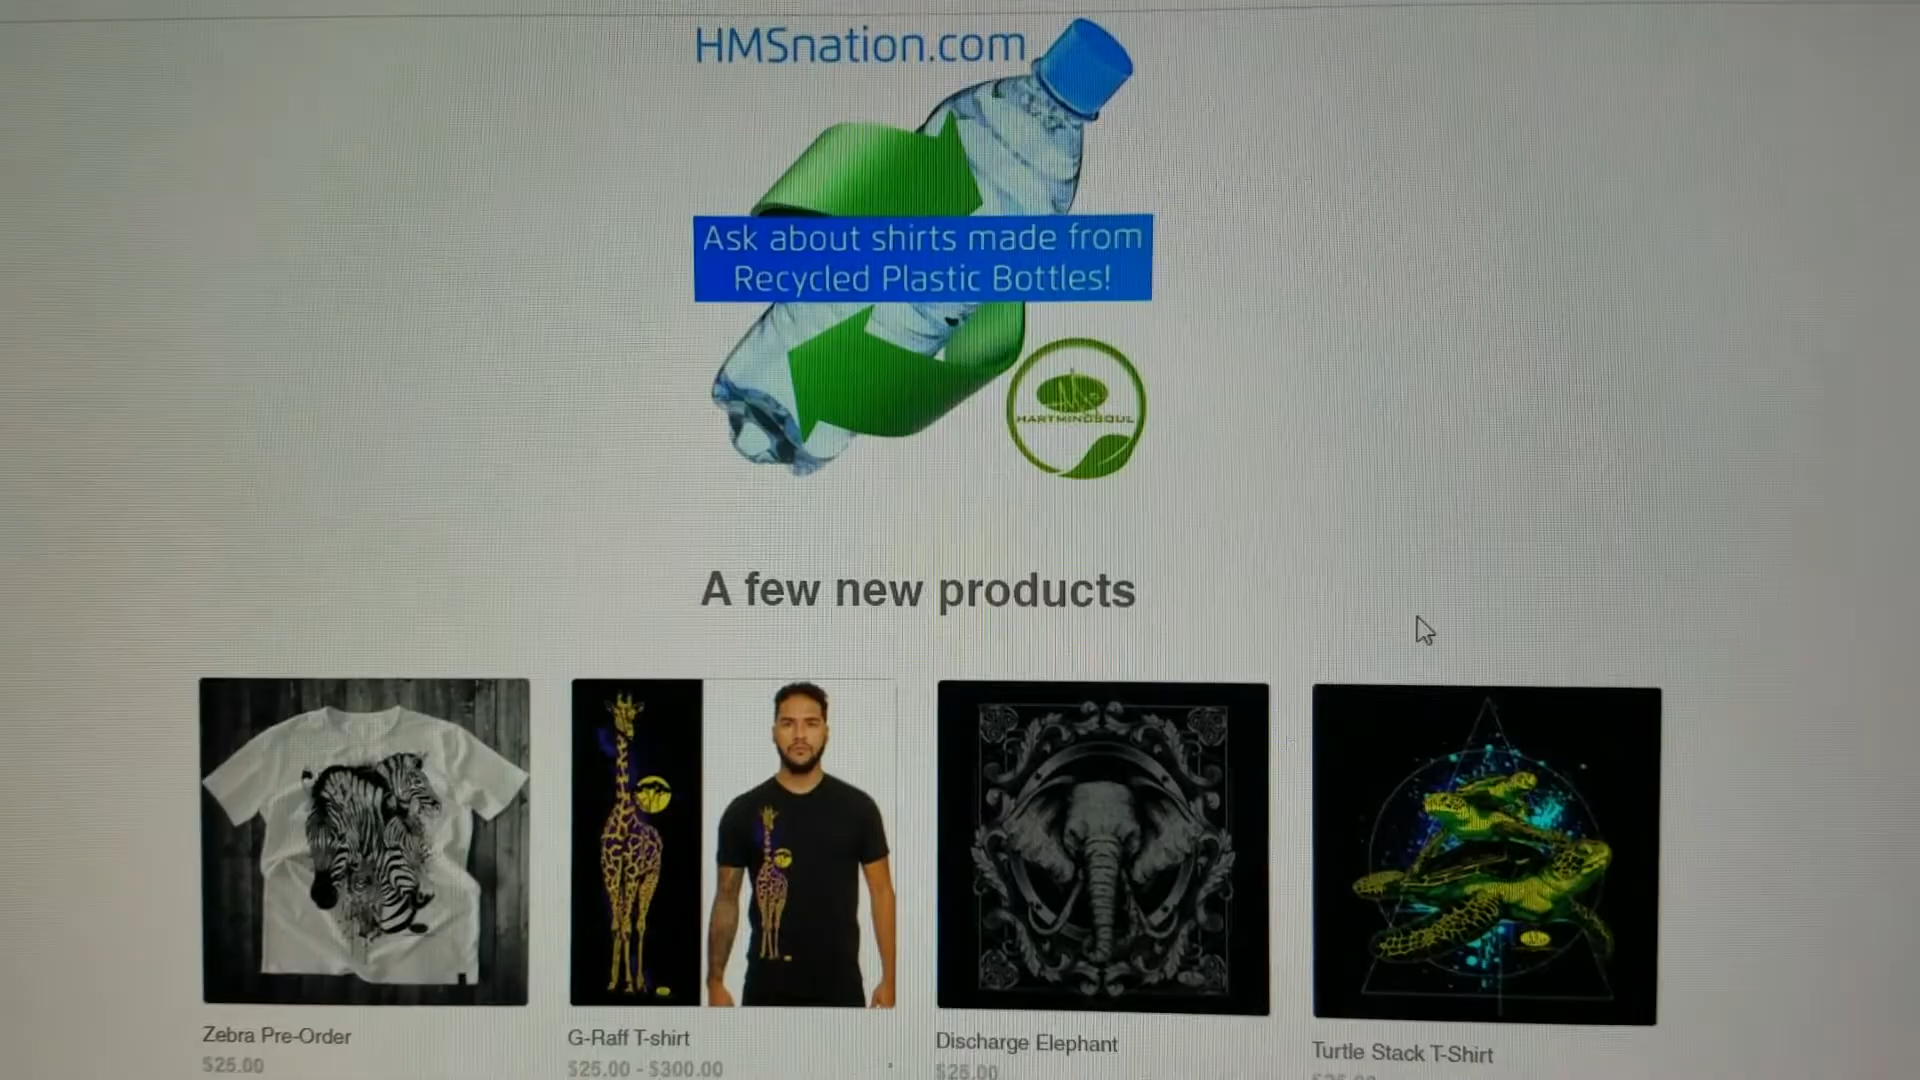 HMSnation.com
Ask about shirts made from
Recycled Plastic Bottles!
HARTMINDSOUL
A few new products
Zebra Pre-Order
G-Raff T-shirt
Discharge Elephant
Turtle Stack T-Shirt
$25.00
$25.00 - $300.00
$25.00